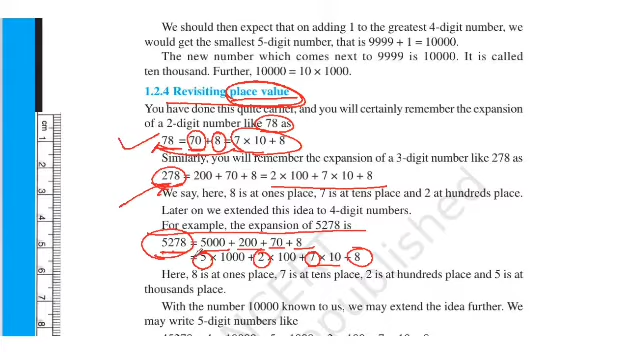 We should then expect that on adding 1 to the greatest 4-digit number, we
would get the smallest 5-digit number, that is 9999 + 1 = 10000.
The new number which comes next to 9999 is 10000. It is called
ten thousand. Further, 10000 = 10 × 1000.
1.2.4 Revisiting place value
You have done this quite earlier, and you will certainly remember the expansion
of a 2-digit number like 78 as
78 = 70 + 8 = 7 × 10 + 8
Similarly, you will remember the expansion of a 3-digit number like 278 as
278 = 200 + 70 + 8 = 2 × 100 + 7 × 10 + 8
We say, here, 8 is at ones place, 7 is at tens place and 2 at hundreds place.
Later on we extended this idea to 4-digit numbers.
For example, the expansion of 5278 is
5278 = 5000 + 200 + 70 + 8
= 5 × 1000 + 2 × 100 + 7 × 10 + 8
Here, 8 is at ones place, 7 is at tens place, 2 is at hundreds place and 5 is at
thousands place.
With the number 10000 known to us, we may extend the idea further. We
may write 5-digit numbers like
cm
1
2
3
4
5
6
7
8